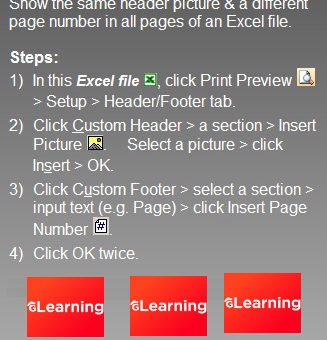 Show the same header picture & a different
page number in all pages of an Excel file.
Steps:
1) In this Excel file , click Print Preview
> Setup > Header/Footer tab.
2) Click Custom Header > a section > Insert
Picture . Select a picture > click
Insert > OK.
3) Click Custom Footer > select a section >
input text (e.g. Page) > click Insert Page
Number # .
4) Click OK twice.
eLearning eLearning eLearning